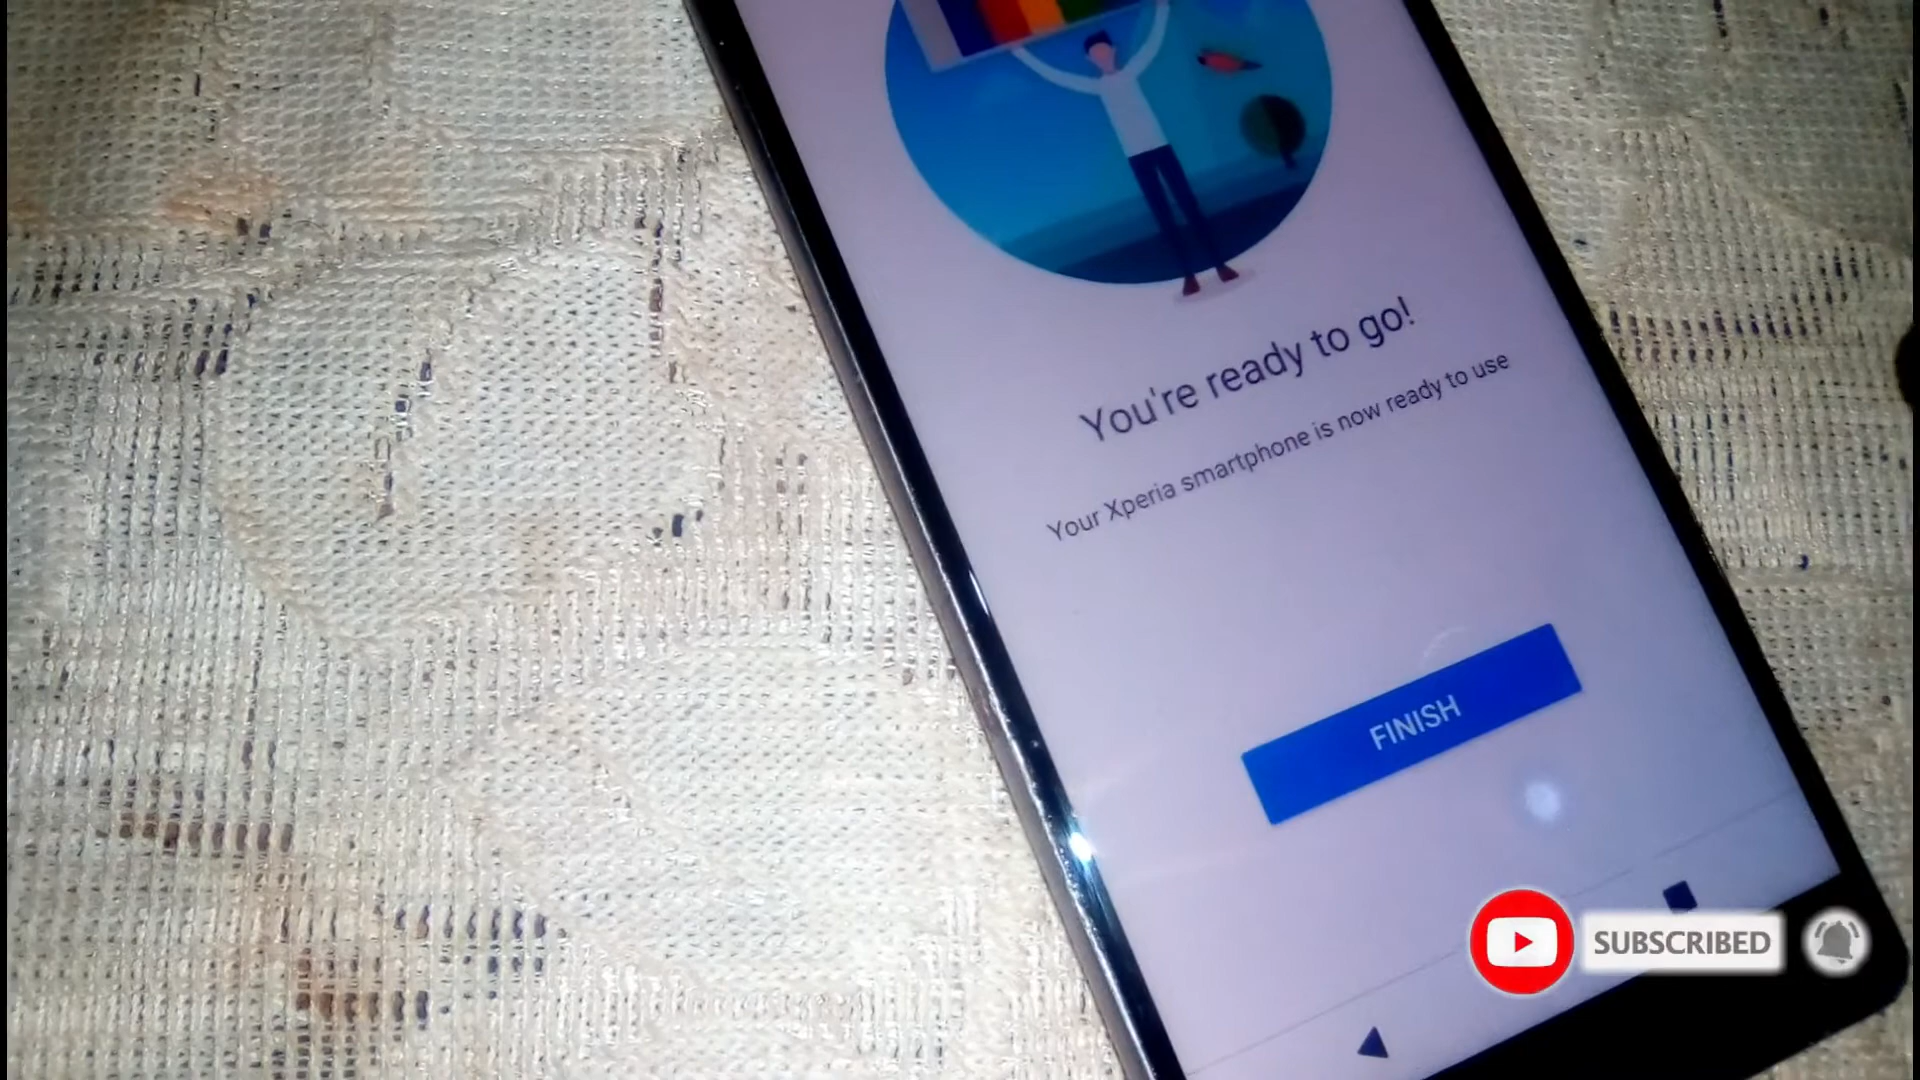 You're ready to go!
Your Xperia smartphone is now ready to use
FINISH
SUBSCRIBED